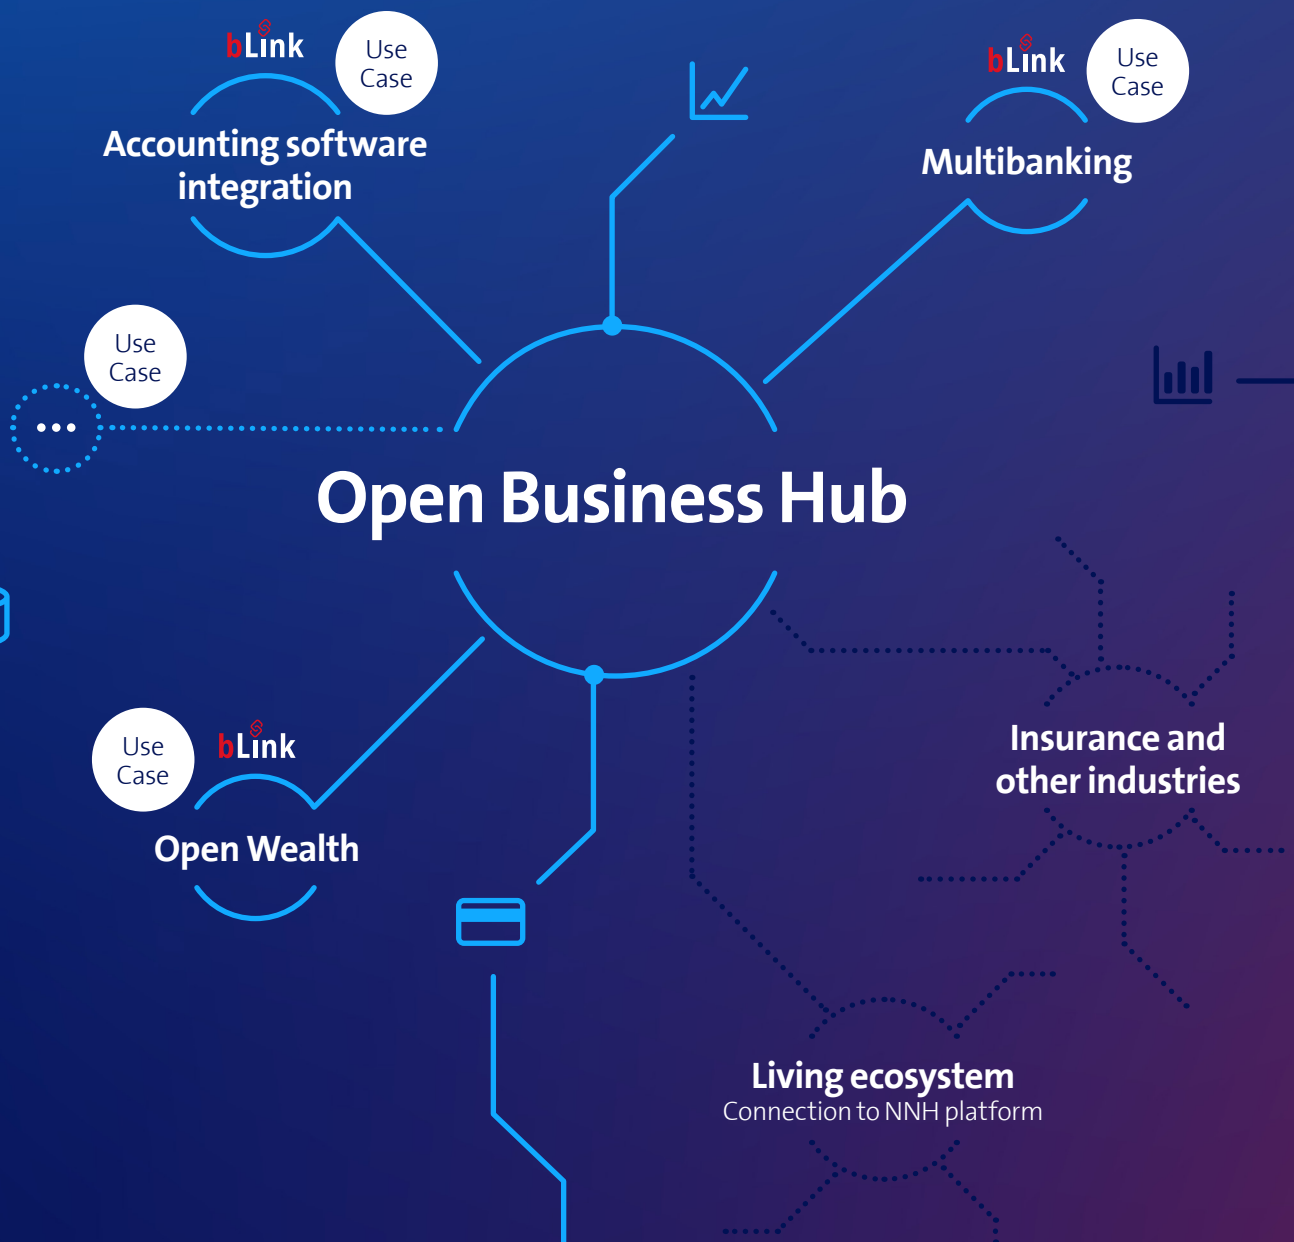 bLink
Use
Case
Accounting software
integration
bLink
Use
Case
Multibanking
Use
Case
...
Open Business Hub
Use
Case
bLink
Open Wealth
Insurance and
other industries
Living ecosystem
Connection to NNH platform